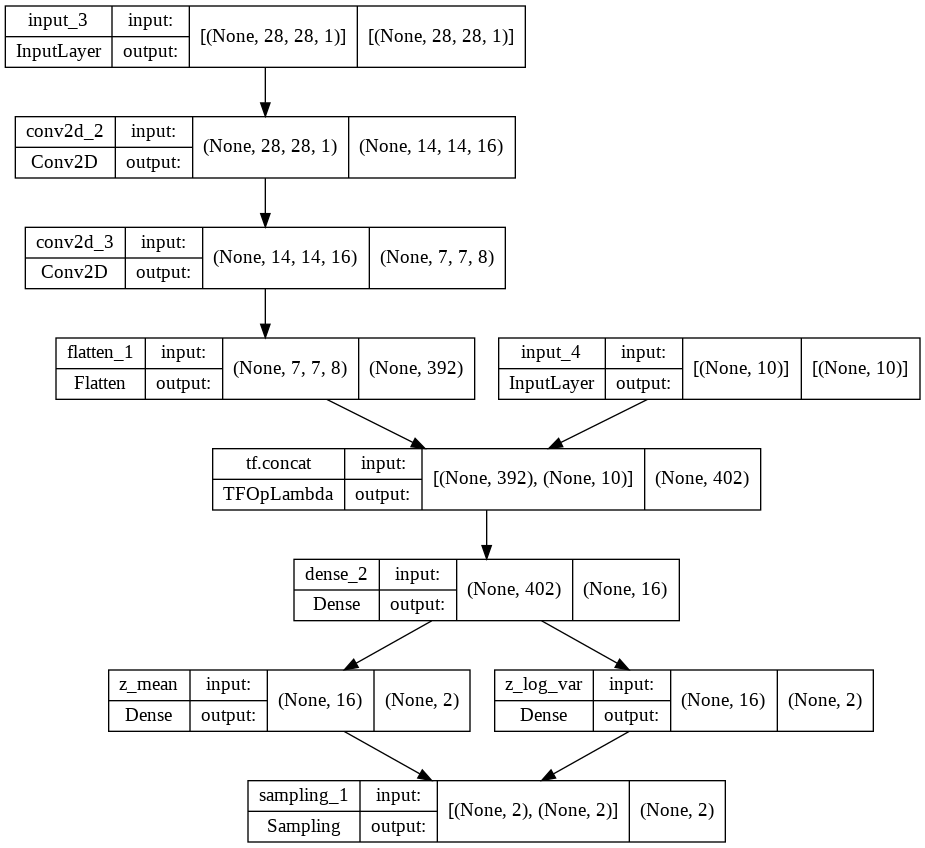 input_3 input: [(None, 28, 28, 1)] [(None, 28, 28, 1)]
InputLayer output:
conv2d_2 input: (None, 28, 28, 1) (None, 14, 14, 16)
Conv2D output:
conv2d_3 input: (None, 14, 14, 16) (None, 7, 7, 8)
Conv2D output:
flatten_1 input: (None, 7, 7, 8) (None, 392)
Flatten output:
input_4 input: [(None, 10)] [(None, 10)]
InputLayer output:
tf.concat input: [(None, 392), (None, 10)] (None, 402)
TFOpLambda output:
dense_2 input: (None, 402) (None, 16)
Dense output:
z_mean input: (None, 16) (None, 2)
Dense output:
z_log_var input: (None, 16) (None, 2)
Dense output:
sampling_1 input: [(None, 2), (None, 2)] (None, 2)
Sampling output: